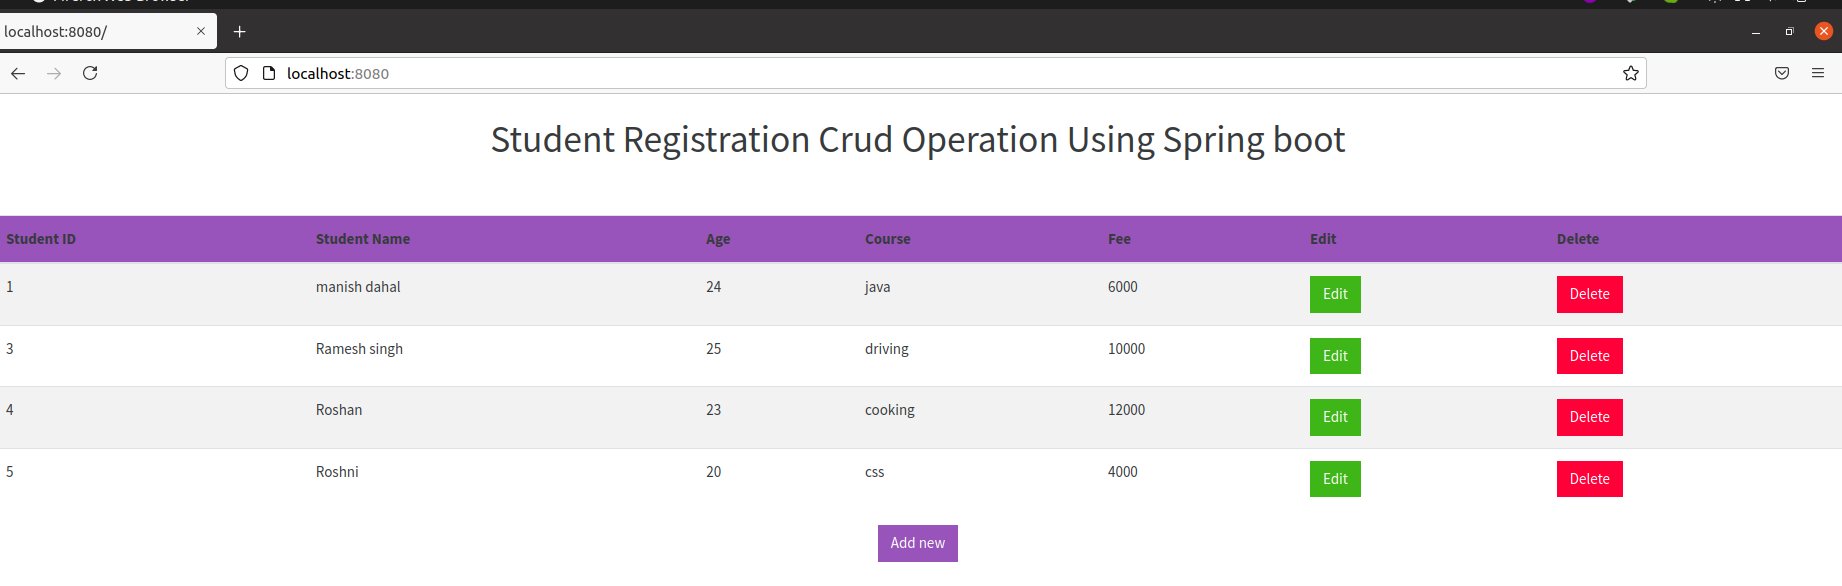 localhost:8080/
localhost:8080
Student Registration Crud Operation Using Spring boot
Student ID Student Name Age Course Fee Edit Delete
1 manish dahal 24 java 6000 Edit Delete
3 Ramesh singh 25 driving 10000 Edit Delete
4 Roshan 23 cooking 12000 Edit Delete
5 Roshni 20 css 4000 Edit Delete
Add new